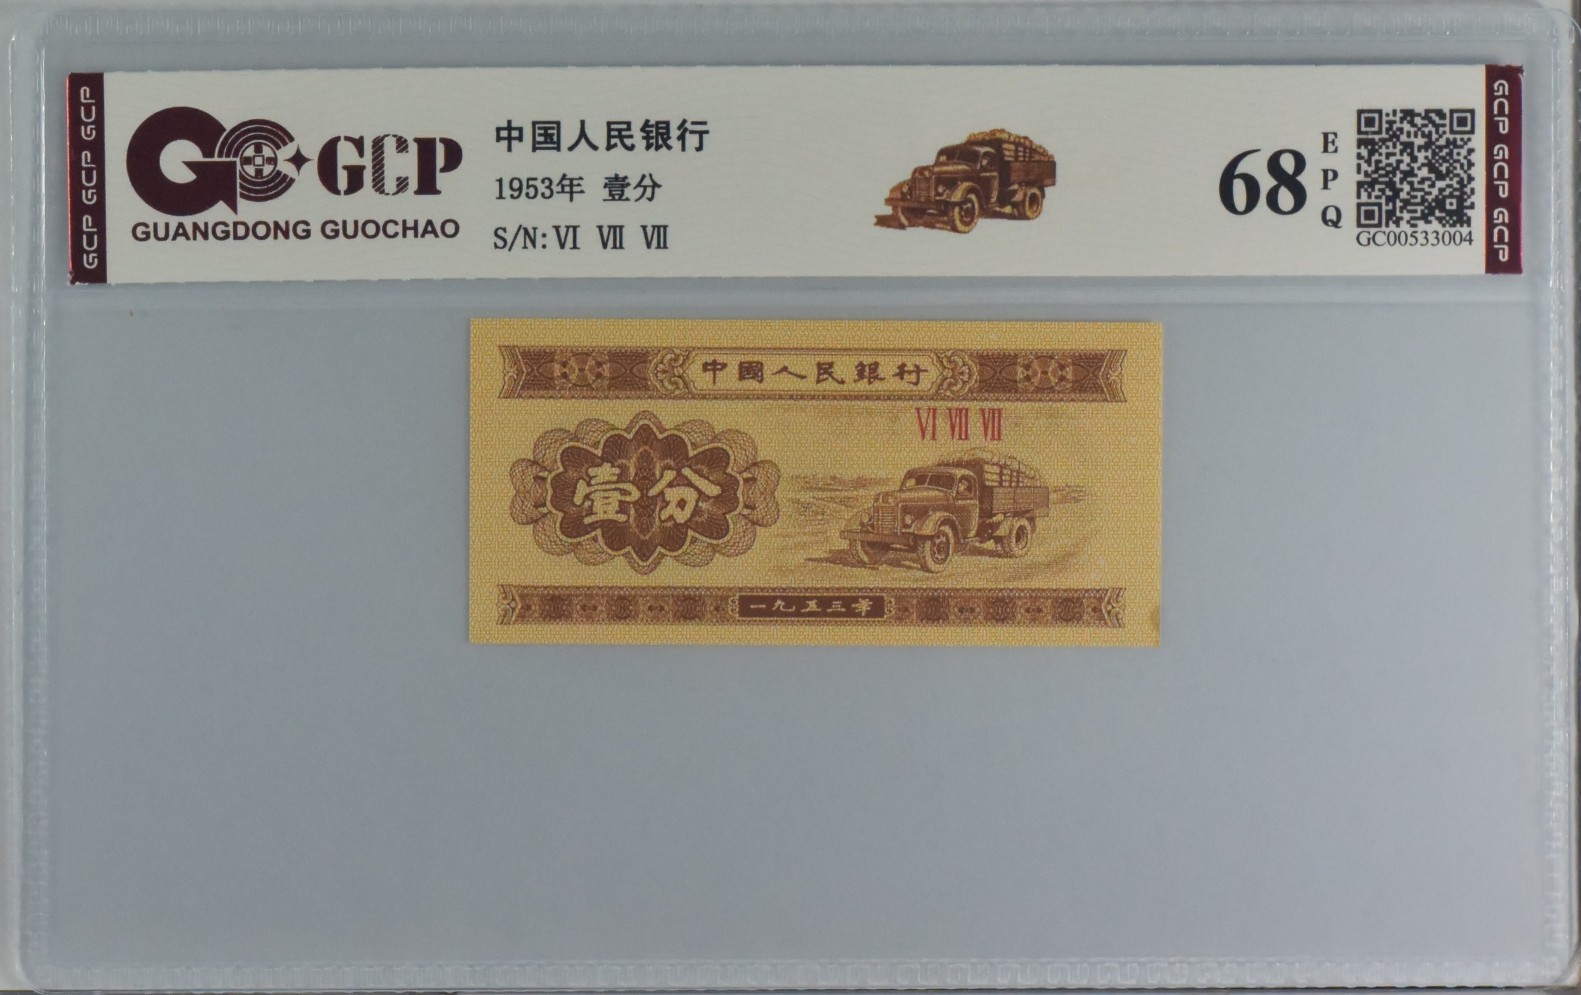 GCP GCP GCP
GCP
GUANGDONG GUOCHAO
中国人民银行
1953年 壹分
S/N: Ⅵ Ⅶ Ⅶ
68
EPQ
GC00533004
GCP GCP GCP
中國人民銀行
Ⅵ Ⅶ Ⅶ
壹分
一九五三年